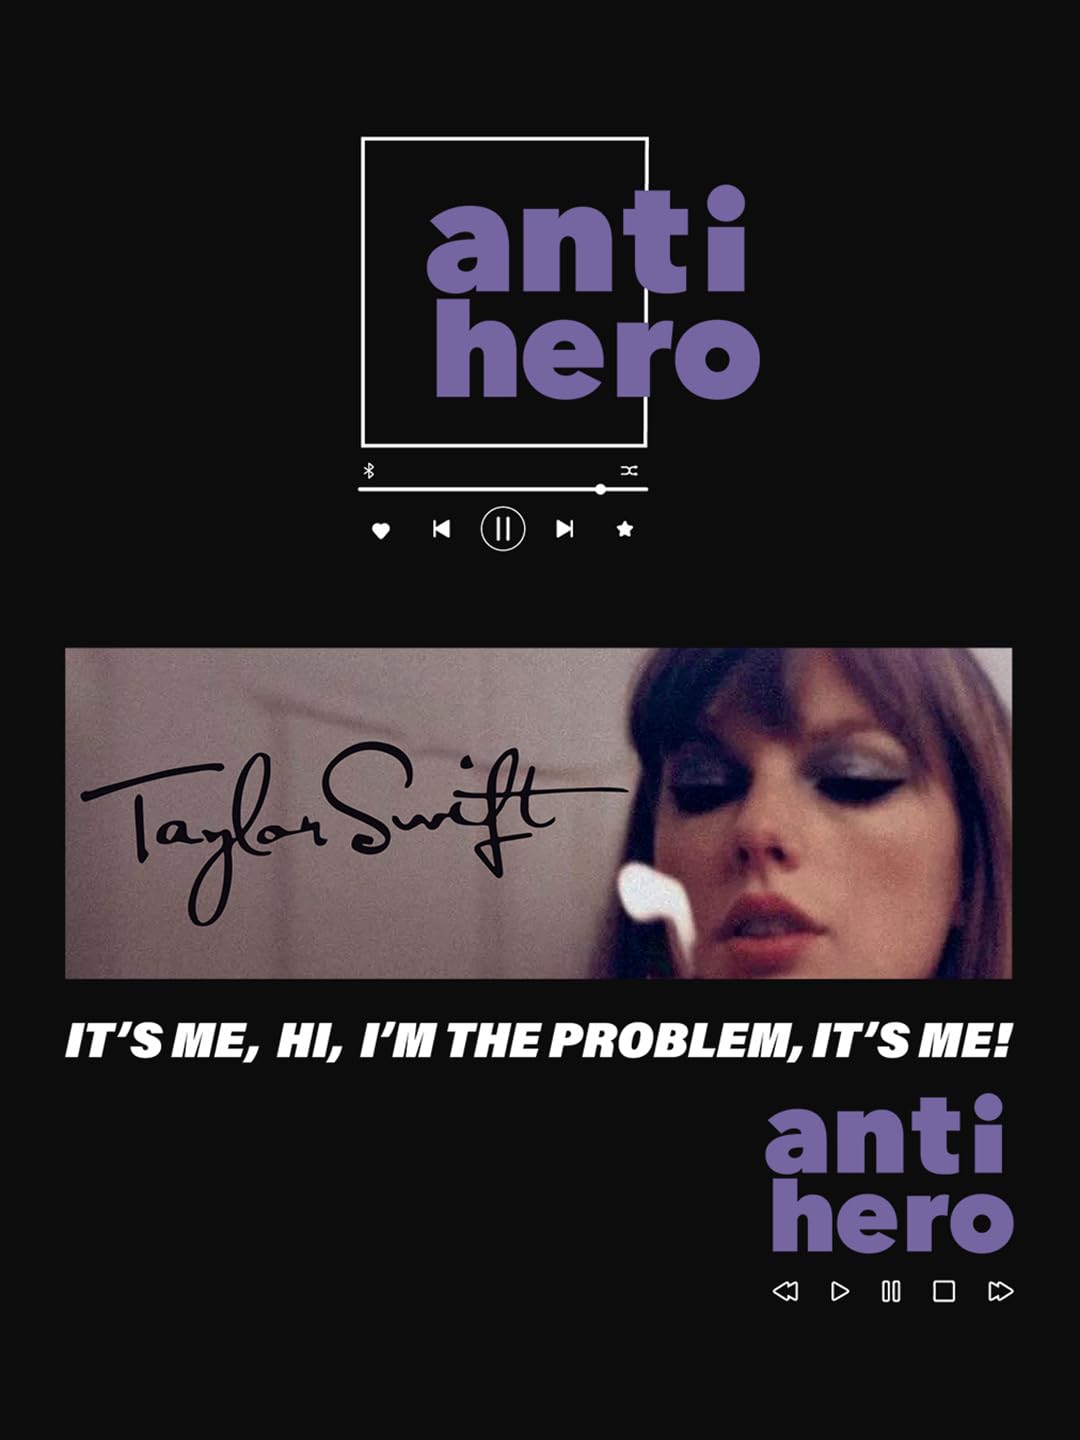 anti
hero
Taylor Swift
IT'S ME, HI, I'M THE PROBLEM, IT'S ME!
anti
hero